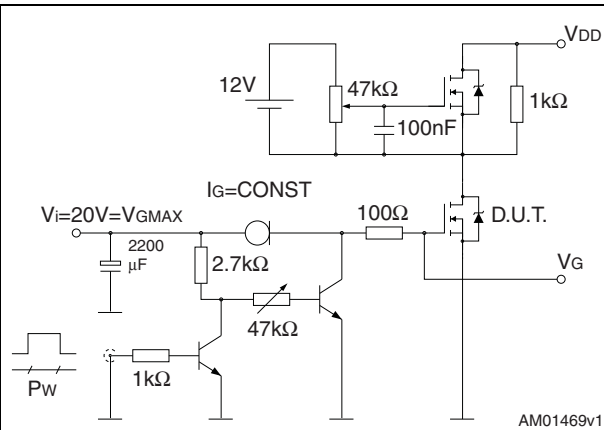 VDD
12V
47kΩ
1kΩ
100nF
IG=CONST
Vi=20V=VGMAX
100Ω
D.U.T.
2200
μF
2.7kΩ
VG
47kΩ
1kΩ
PW
AM01469v1